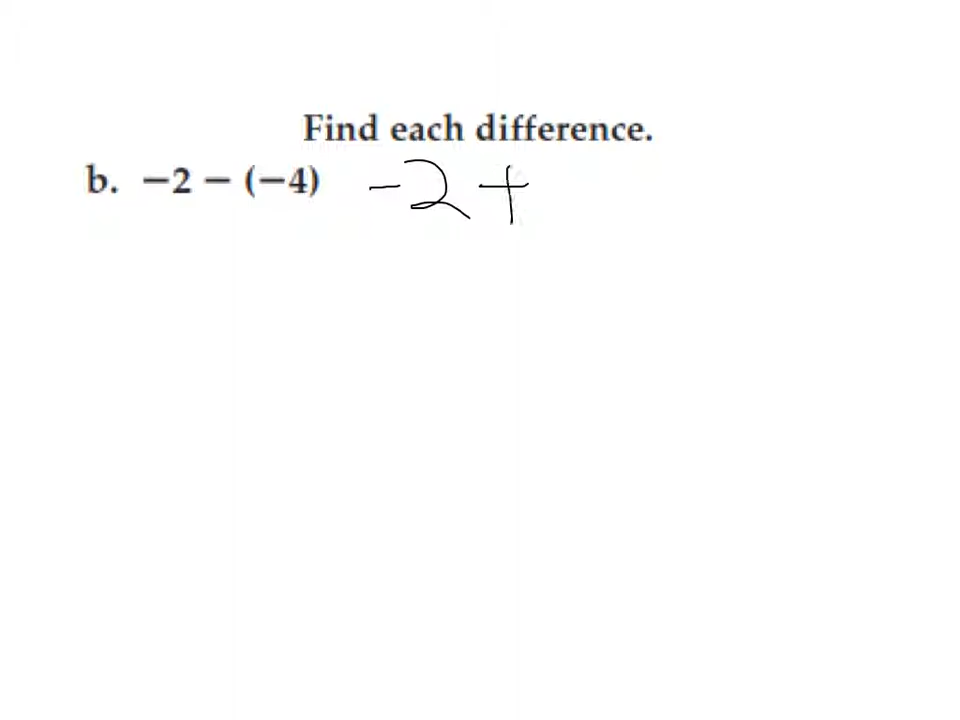 Find each difference.
b. −2 − (−4) −2 +